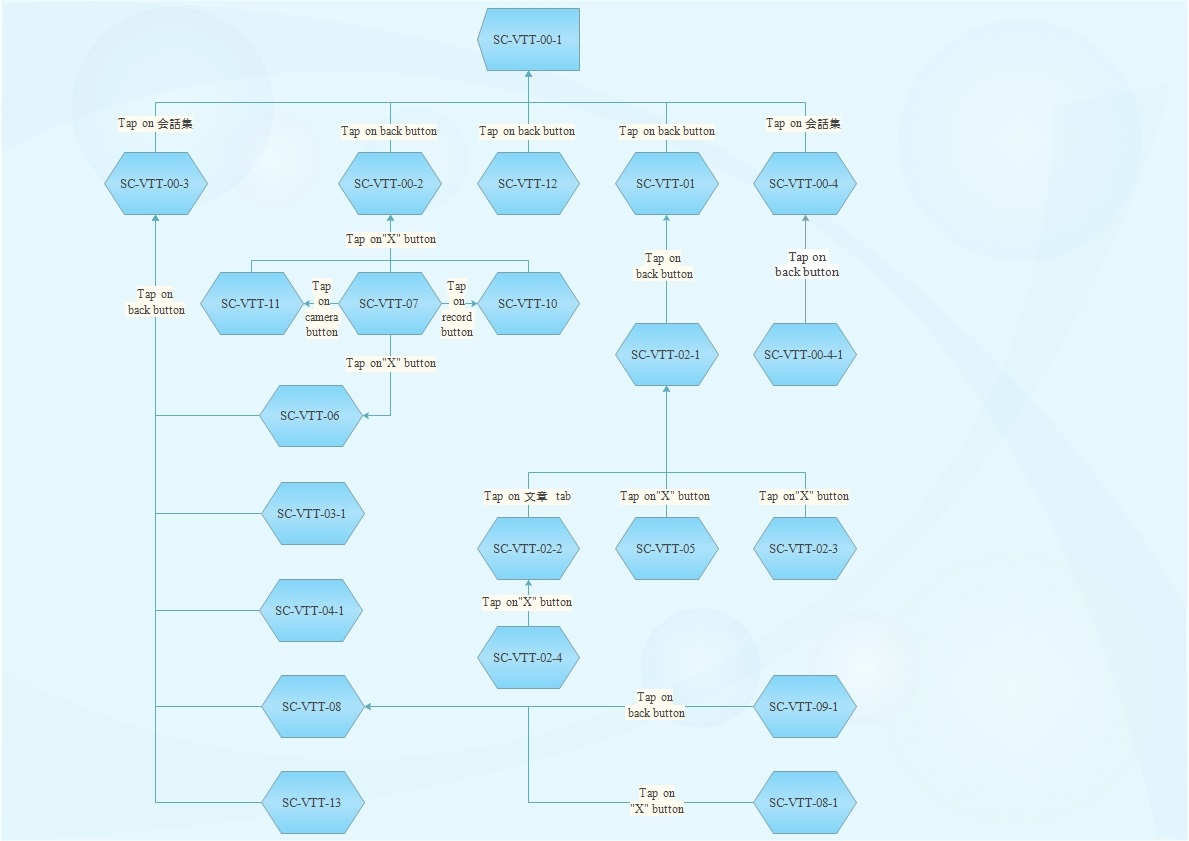 SC-VTT-00-1
Tap on 会話集
Tap on back button
Tap on back button
Tap on back button
Tap on 会話集
SC-VTT-00-3
SC-VTT-00-2
SC-VTT-12
SC-VTT-01
SC-VTT-00-4
Tap on"X" button
Tap on
back button
Tap on
back button
Tap on
back button
SC-VTT-11
Tap
on
camera
button
SC-VTT-07
Tap
on
record
button
SC-VTT-10
SC-VTT-02-1
SC-VTT-00-4-1
Tap on"X" button
SC-VTT-06
Tap on 文章 tab
Tap on"X" button
Tap on"X" button
SC-VTT-03-1
SC-VTT-02-2
SC-VTT-05
SC-VTT-02-3
Tap on"X" button
SC-VTT-04-1
SC-VTT-02-4
SC-VTT-08
Tap on
back button
SC-VTT-09-1
SC-VTT-13
Tap on
"X" button
SC-VTT-08-1